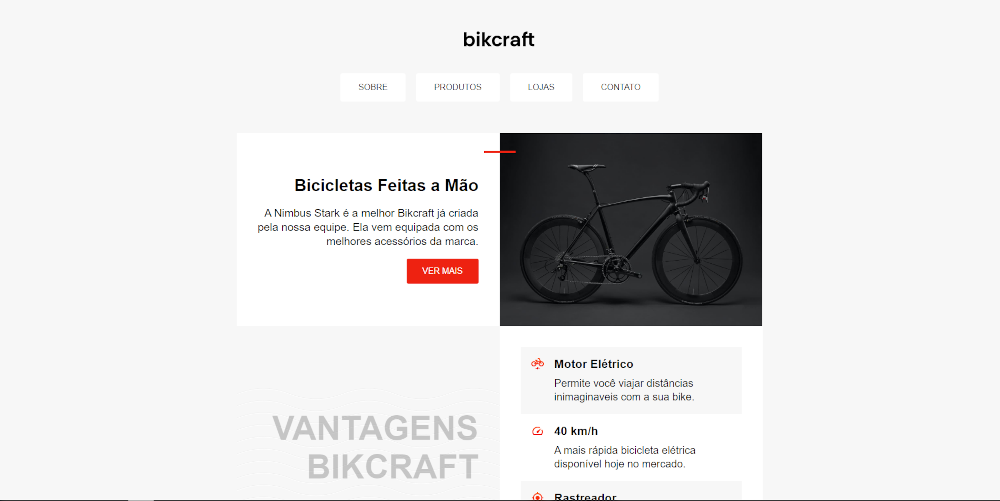 bikcraft
SOBRE
PRODUTOS
LOJAS
CONTATO
Bicicletas Feitas a Mão
A Nimbus Stark é a melhor Bikcraft já criada
pela nossa equipe. Ela vem equipada com os
melhores acessórios da marca.
VER MAIS
VANTAGENS
BIKCRAFT
Motor Elétrico
Permite você viajar distâncias
inimaginaveis com a sua bike.
40 km/h
A mais rápida bicicleta elétrica
disponível hoje no mercado.
Rastreador